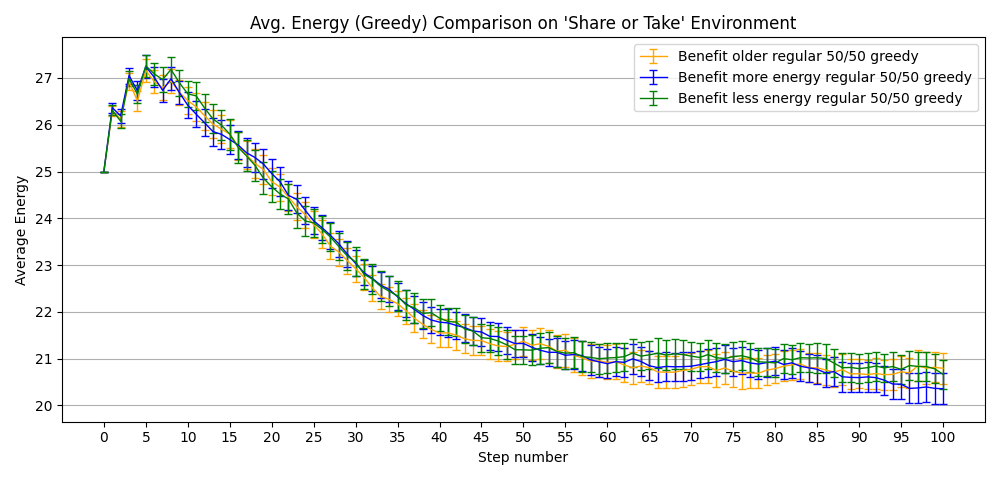 Avg. Energy (Greedy) Comparison on 'Share or Take' Environment
Benefit older regular 50/50 greedy
Benefit more energy regular 50/50 greedy
Benefit less energy regular 50/50 greedy
Average Energy
27
26
25
24
23
22
21
20
0 5 10 15 20 25 30 35 40 45 50 55 60 65 70 75 80 85 90 95 100
Step number